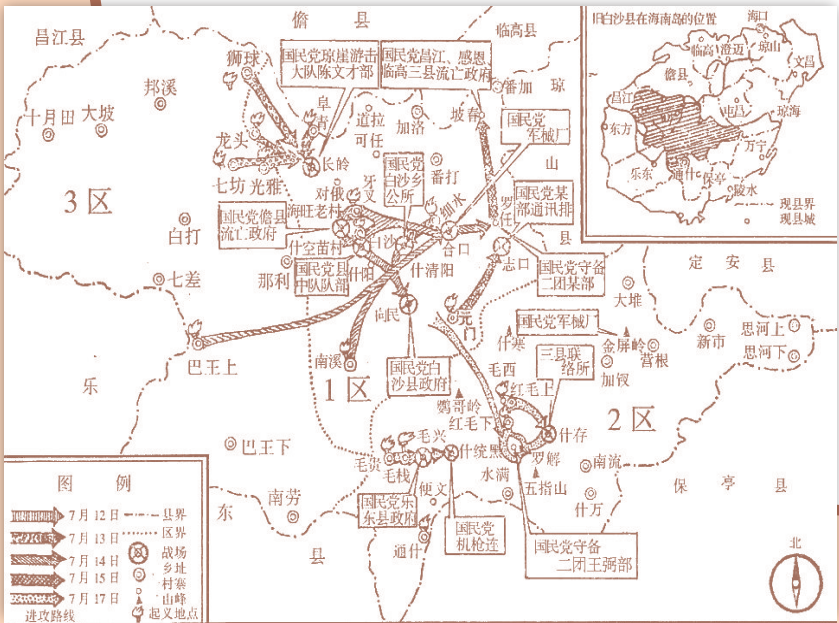 儋 县
昌江县
临高县
狮球
国民党琼崖游击
大队陈文才部
国民党昌江、感恩、
临高三县流亡政府
邦溪
十月田
大坡
阜青
道拉
可任
加洛
坡春
番加
琼
山
县
国民党
军械厂
龙头
七坊
光雅
长岭
番打
3区
对俄
牙叉
国民党
白沙乡
公所
细水
罗任
国民党某
部通讯排
海旺老村
国民党儋县
流亡政府
白打
什空苗村
白沙
合口
志口
国民党县
中队队部
什阳
什清阳
国民党守备
二团某部
七差
那利
向民
元门
巴王上
南溪
国民党白
沙县政府
1区
什寒
国民党军械厂
金屏岭
营根
加钗
大堆
定 安 县
新市
思河上
思河下
三县联
络所
毛西
红毛上
鹦哥岭
红毛下
什存
2区
乐
东
县
巴王下
毛兴
毛贵
毛栈
什统黑
罗解
水满
五指山
南流
什万
保 亭 县
南劳
国民党乐
东县政府
便文
通什
国民党
机枪连
国民党守备
二团王弼部
北
旧白沙县在海南岛的位置
海口
临高
澄迈
琼山
文昌
儋县
昌江
屯昌
琼海
东方
万宁
乐东
通什
保亭
陵水
现县界
现县城
图 例
7月12日
7月13日
7月14日
7月15日
7月17日
进攻路线
县界
区界
战场
乡址
村寨
山峰
起义地点